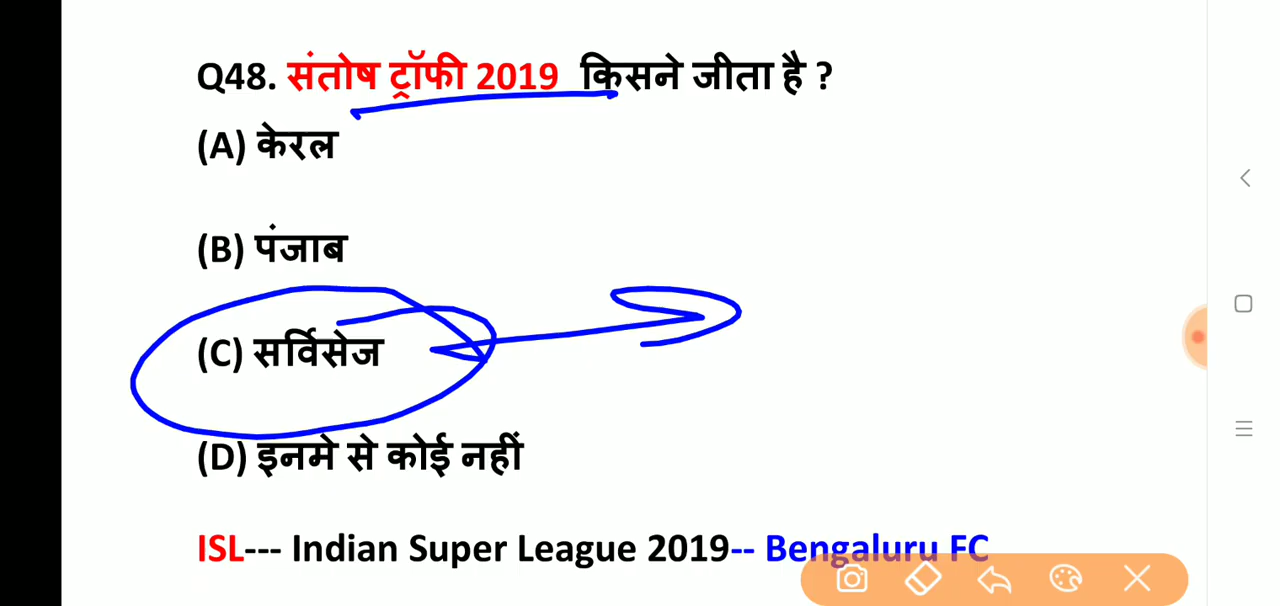 Q48. संतोष ट्रॉफी 2019 किसने जीता है ?
(A) केरल
(B) पंजाब
(C) सर्विसेज
(D) इनमे से कोई नहीं
ISL--- Indian Super League 2019-- Bengaluru FC